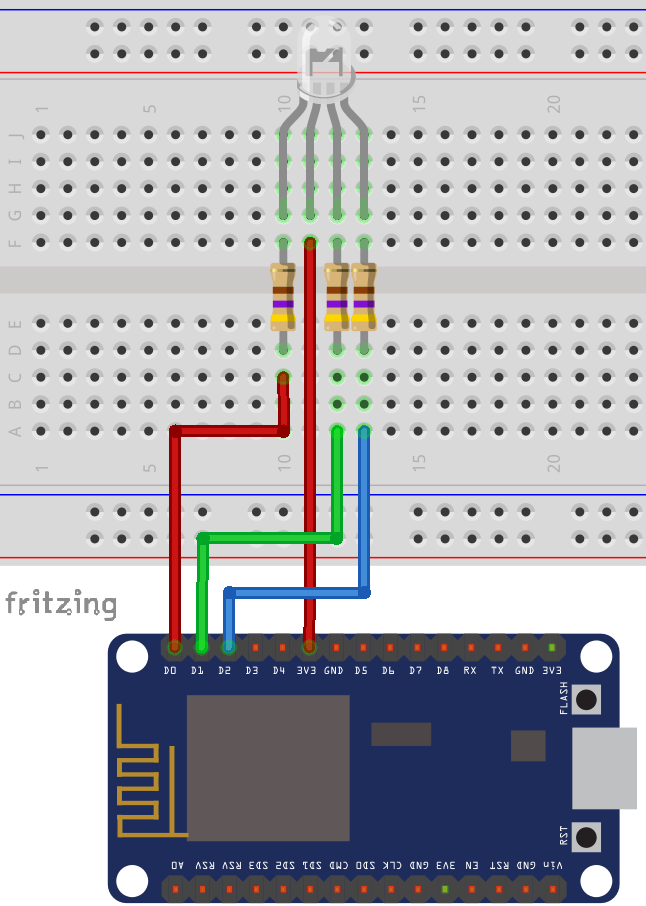 1 5 10 15 20
J
I
H
G
F
E
D
C
B
A
1 5 10 15 20
fritzing
D0 D1 D2 D3 D4 3V3 GND D5 D6 D7 D8 RX TX GND 3V3
FLASH
RST
A0 RSV RSV SD3 SD2 SD1 CMD SD0 CLK GND 3V3 EN RST GND Vin